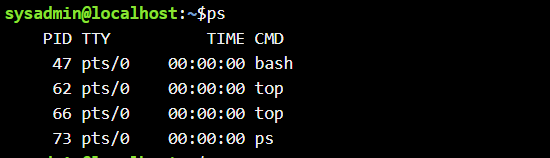 sysadmin@localhost:~$ps
PID TTY TIME CMD
47 pts/0 00:00:00 bash
62 pts/0 00:00:00 top
66 pts/0 00:00:00 top
73 pts/0 00:00:00 ps